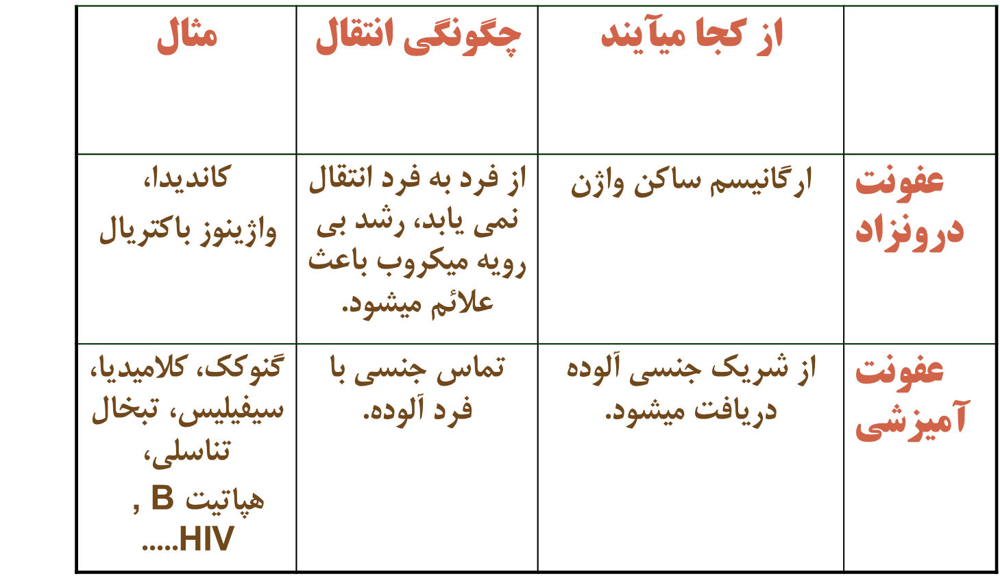 از کجا میآیند
چگونگی انتقال
مثال
عفونت
درونزاد
ارگانیسم ساکن واژن
از فرد به فرد انتقال
نمی یابد، رشد بی
رویه میکروب باعث
علائم میشود.
کاندیدا،
واژینوز باکتریال
عفونت
آمیزشی
از شریک جنسی آلوده
دریافت میشود.
تماس جنسی با
فرد آلوده.
گنوکک، کلامیدیا،
سیفیلیس، تبخال
تناسلی،
هپاتیت B ,
HIV.....